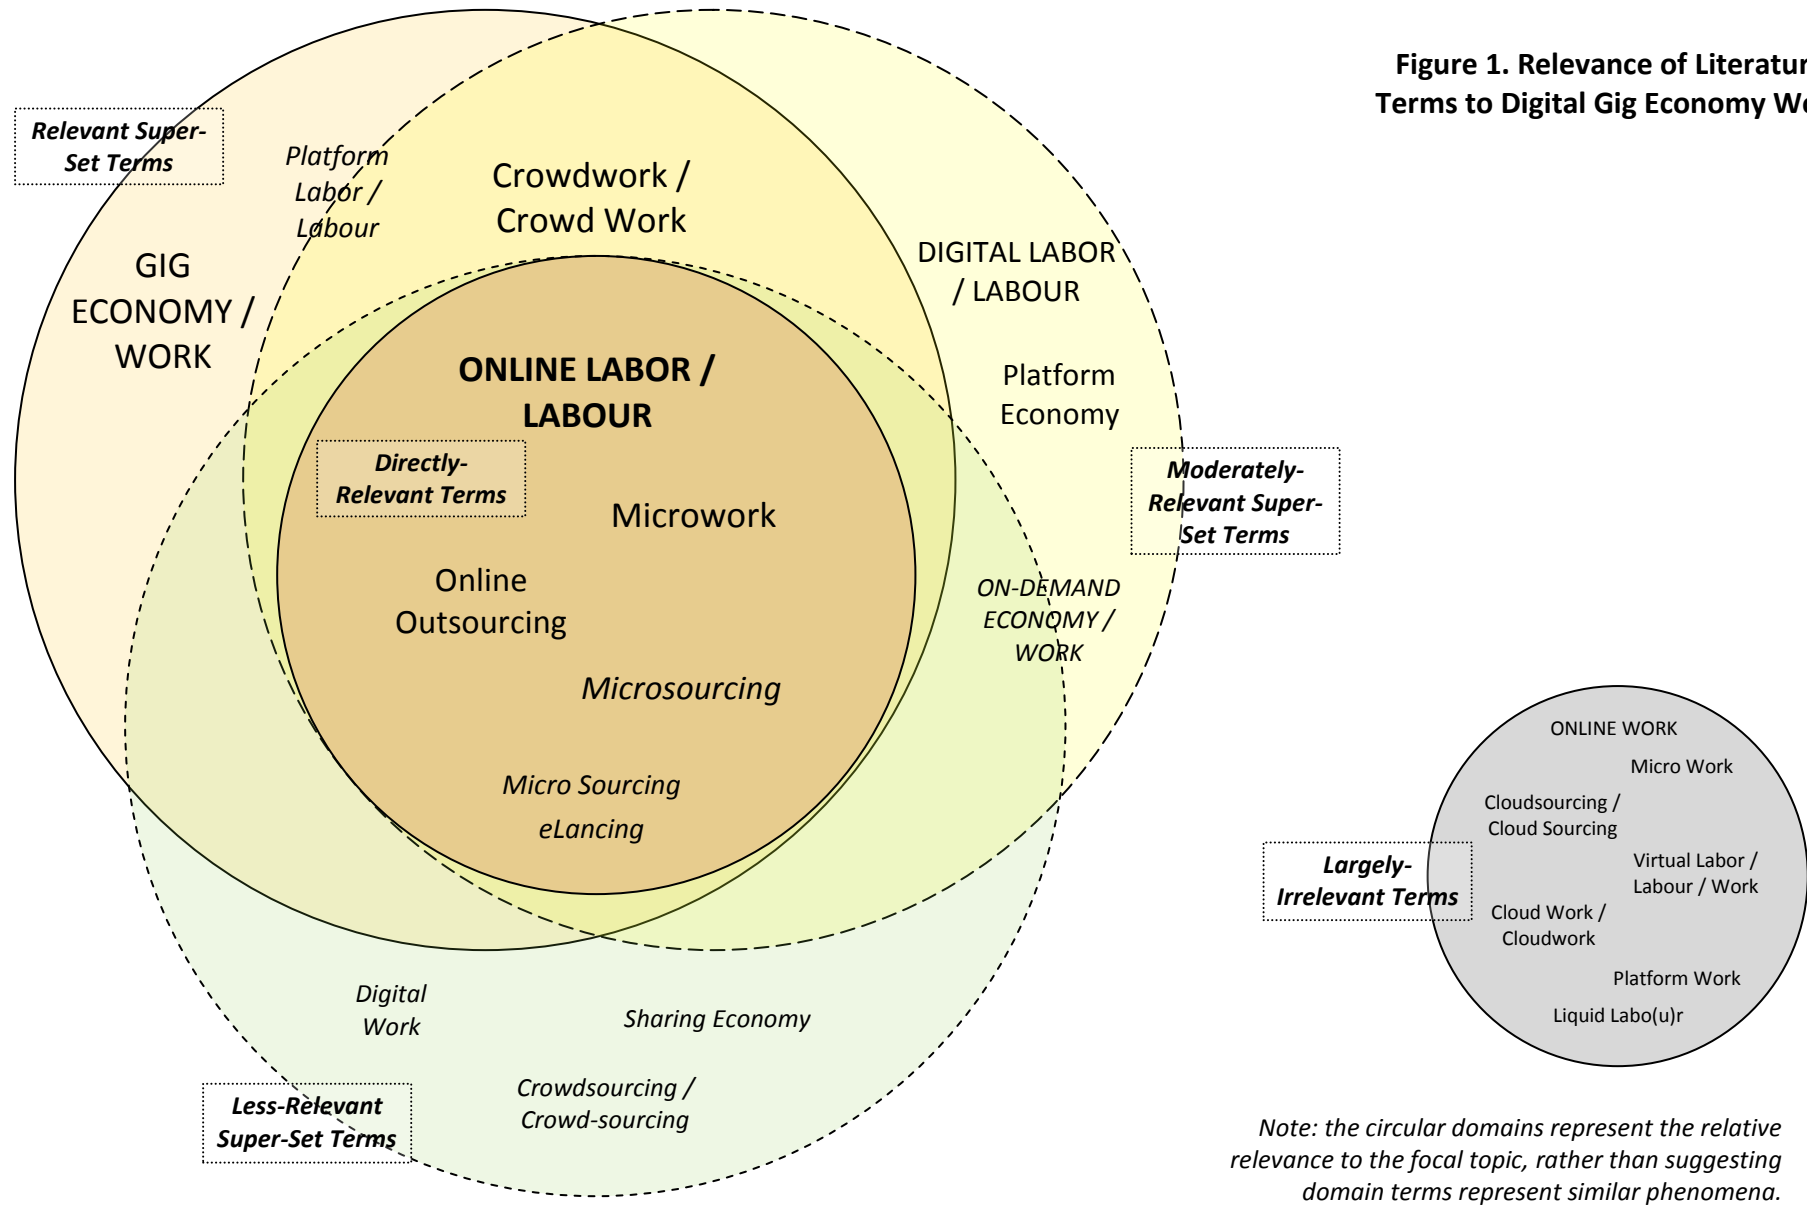 Figure 1. Relevance of Literatur
Terms to Digital Gig Economy W
Relevant Super-
Set Terms
Platform
Labor /
Labour
Crowdwork /
Crowd Work
GIG
ECONOMY /
WORK
DIGITAL LABOR
/ LABOUR
Platform
Economy
ONLINE LABOR /
LABOUR
Directly-
Relevant Terms
Microwork
Online
Outsourcing
Microsourcing
Micro Sourcing
eLancing
Moderately-
Relevant Super-
Set Terms
ON-DEMAND
ECONOMY /
WORK
Digital
Work
Sharing Economy
Crowdsourcing /
Crowd-sourcing
Less-Relevant
Super-Set Terms
ONLINE WORK
Micro Work
Cloudsourcing /
Cloud Sourcing
Virtual Labor /
Labour / Work
Largely-
Irrelevant Terms
Cloud Work /
Cloudwork
Platform Work
Liquid Labo(u)r
Note: the circular domains represent the relative
relevance to the focal topic, rather than suggesting
domain terms represent similar phenomena.